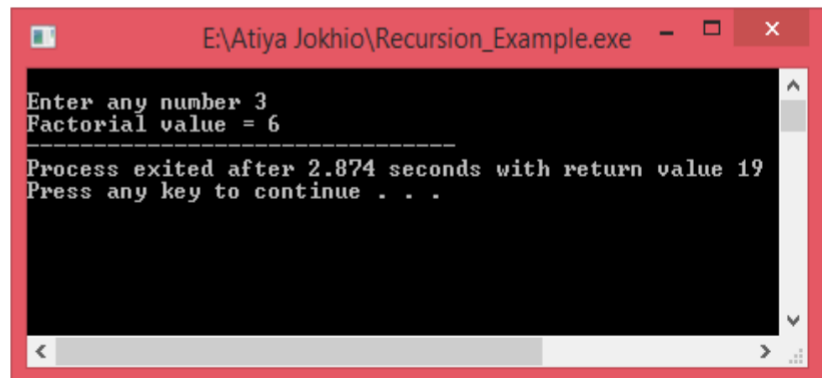 E:\Atiya Jokhio\Recursion_Example.exe
Enter any number 3
Factorial value = 6
--------------------------------
Process exited after 2.874 seconds with return value 19
Press any key to continue . . .